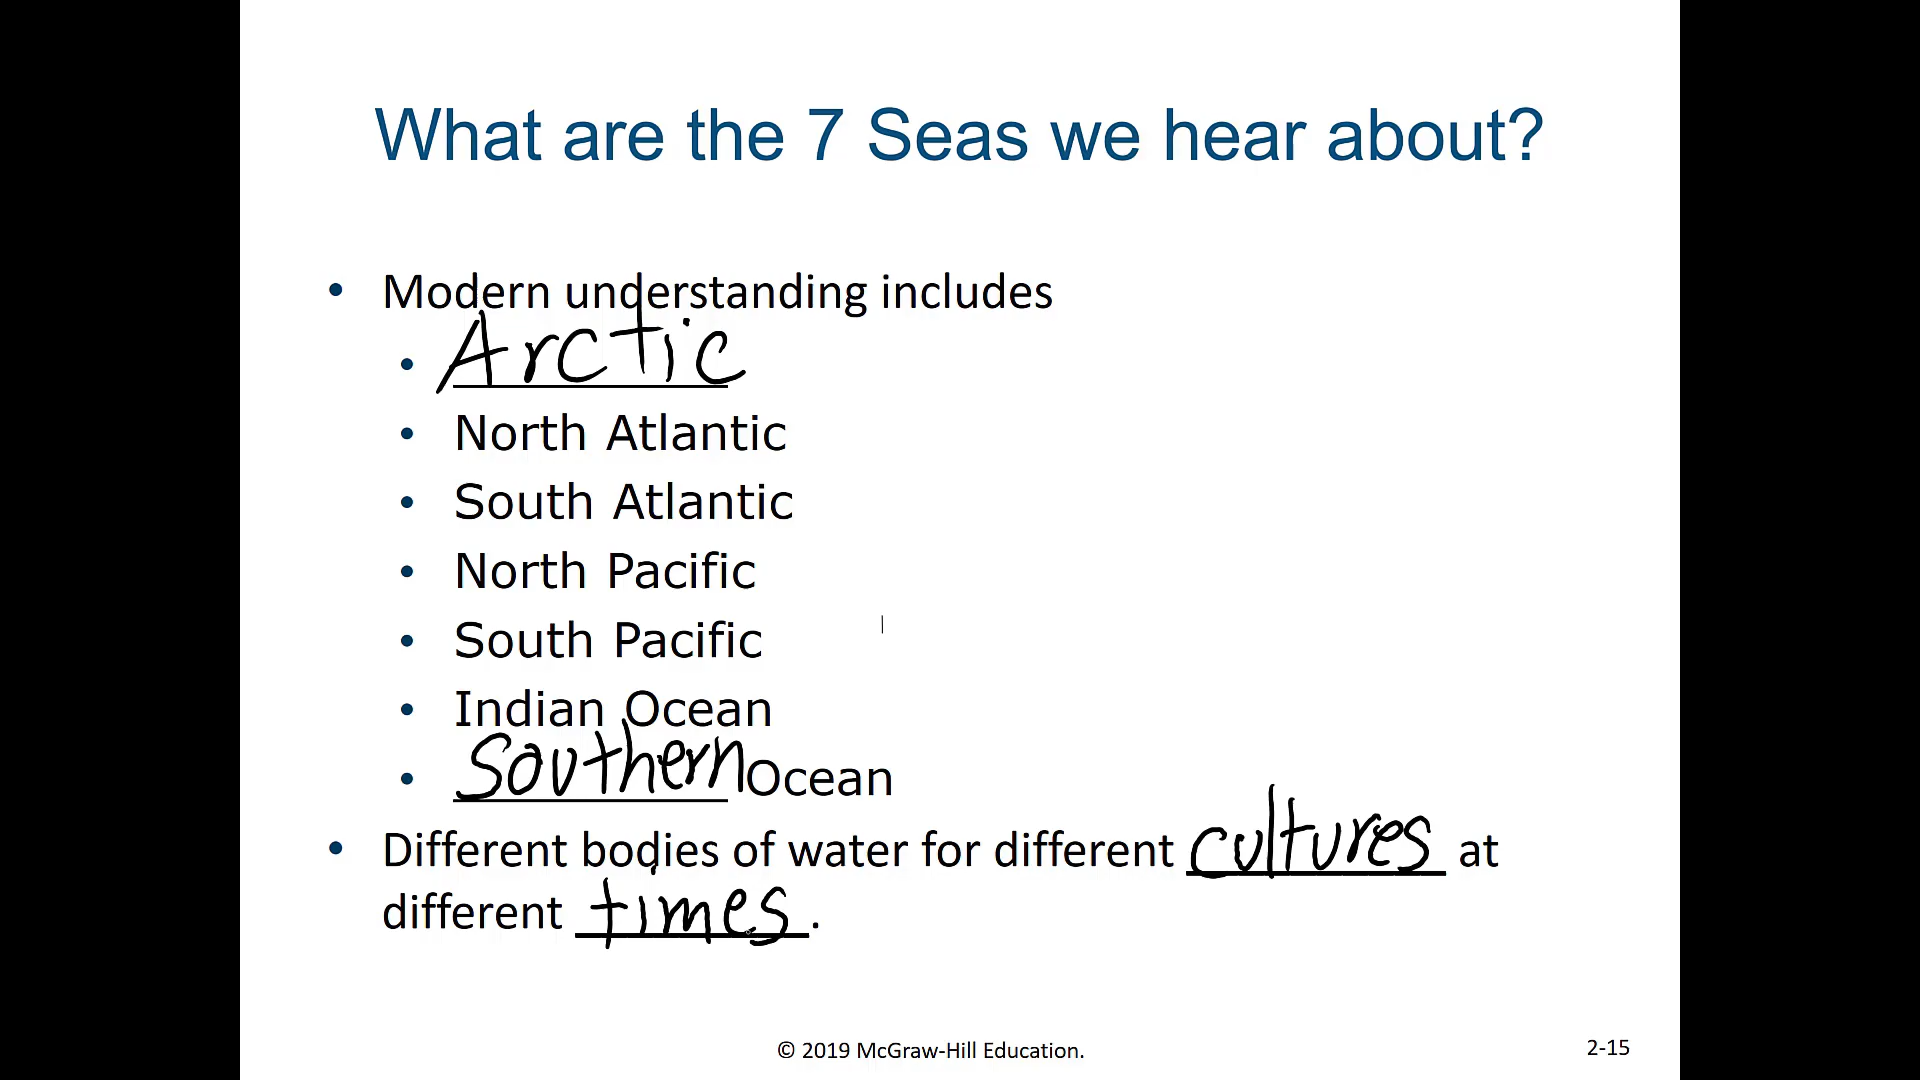 What are the 7 Seas we hear about?
• Modern understanding includes
• Arctic
• North Atlantic
• South Atlantic
• North Pacific
• South Pacific
• Indian Ocean
• Southern Ocean
• Different bodies of water for different cultures at
different times.
© 2019 McGraw-Hill Education.
2-15